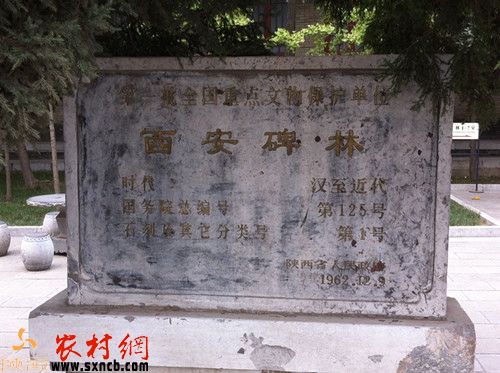 第一批全国重点文物保护单位
西安碑林
时代 汉至近代
国务院总编号 第125号
石刻及其它分类号 第1号
陕西省人民政府
1962.12.9
农村網
www.sxncb.com